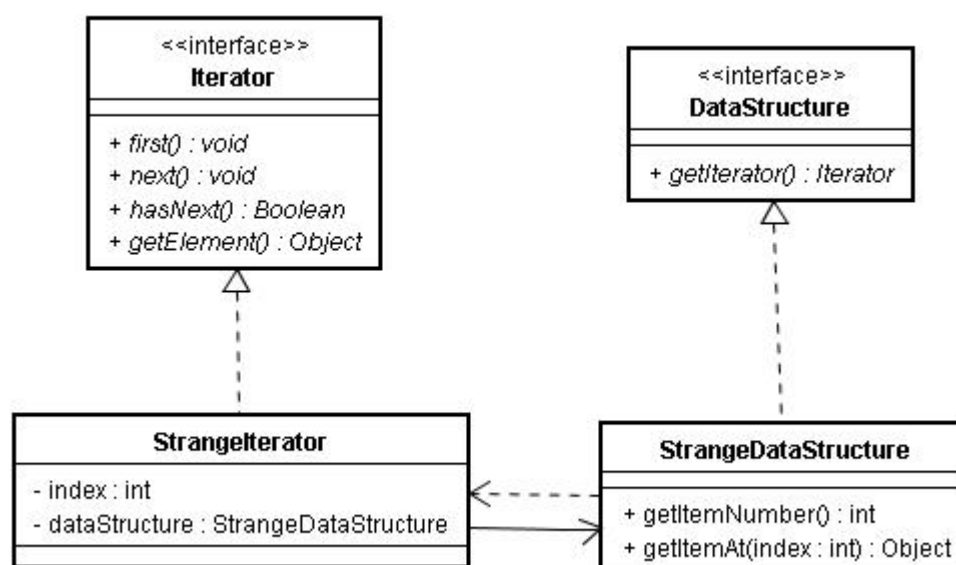 <<interface>>
Iterator
+ first() : void
+ next() : void
+ hasNext() : Boolean
+ getElement() : Object
<<interface>>
DataStructure
+ getIterator() : Iterator
StrangeIterator
- index : int
- dataStructure : StrangeDataStructure
StrangeDataStructure
+ getItemNumber() : int
+ getItemAt(index : int) : Object